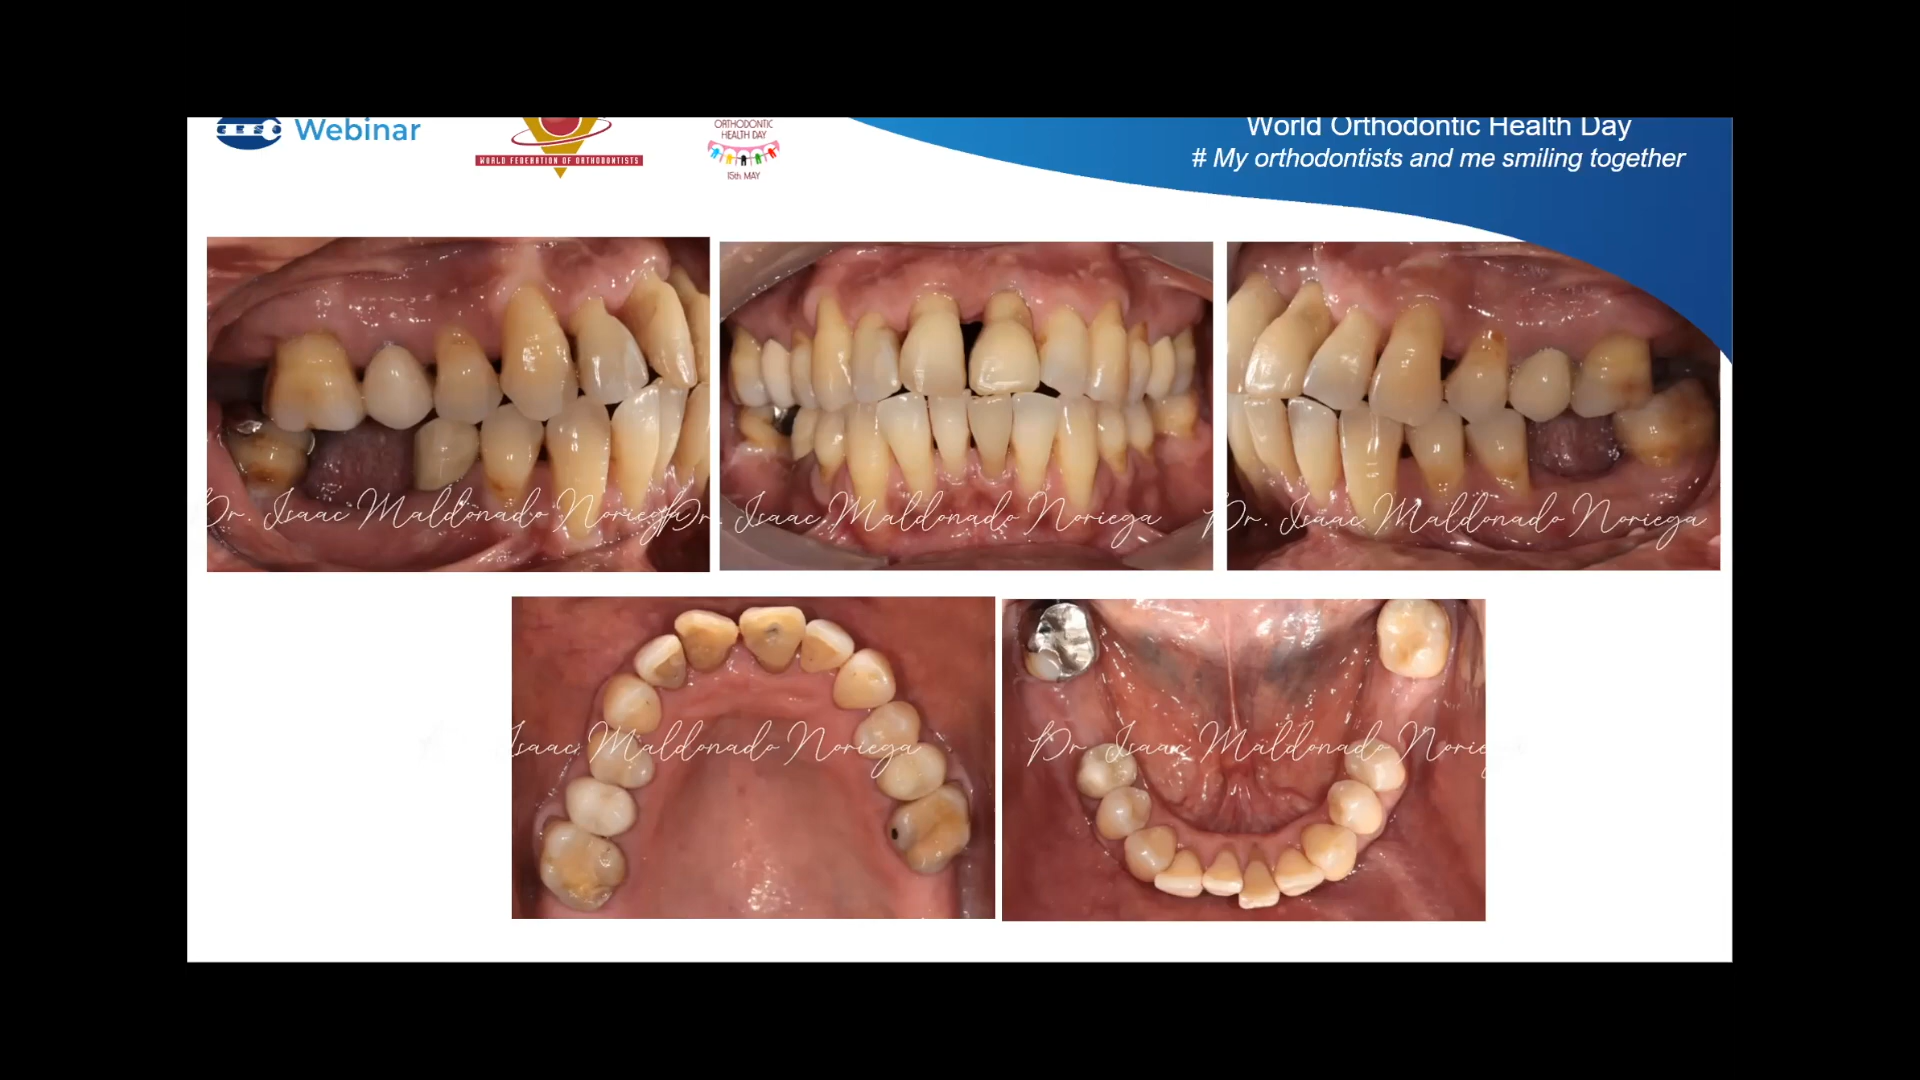 Webinar
WORLD FEDERATION OF ORTHODONTISTS
ORTHODONTIC
HEALTH DAY
15th MAY
World Orthodontic Health Day
# My orthodontists and me smiling together
Dr. Isaac Maldonado Noriega
Dr. Isaac Maldonado Noriega
Dr. Isaac Maldonado Noriega
Isaac Maldonado Noriega
Dr. Isaac Maldonado Noriega